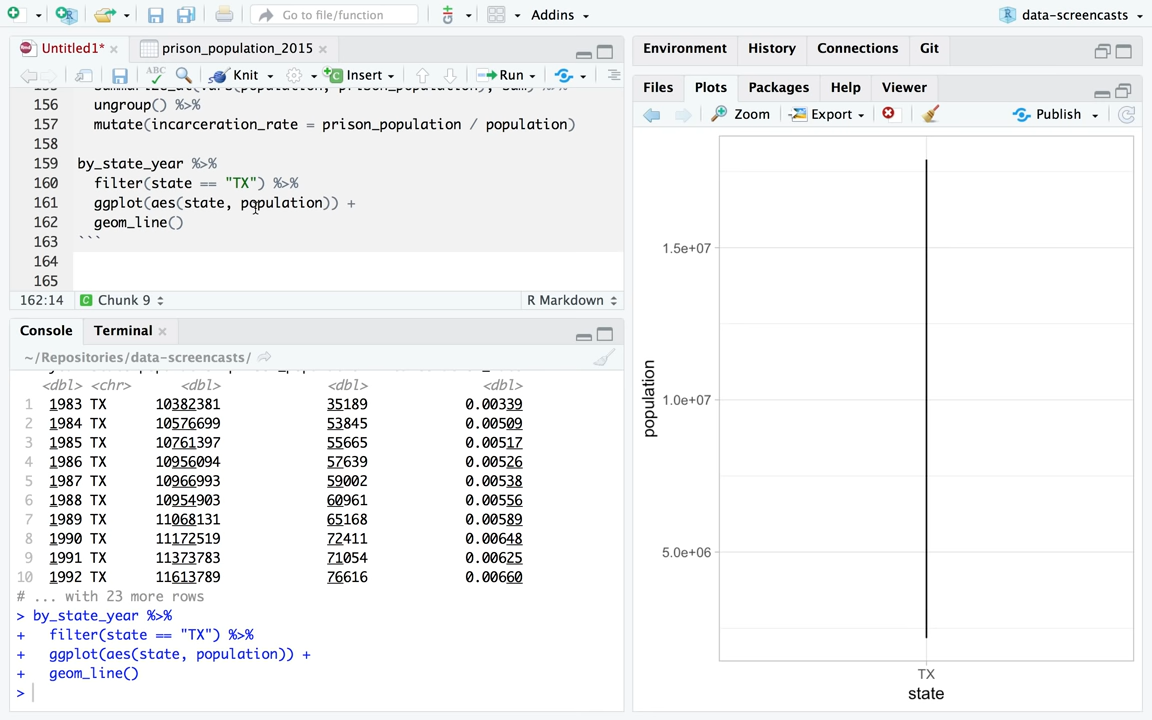 Go to file/function
Addins
data-screencasts
Untitled1*
prison_population_2015
ABC
Knit
Insert
Run
156 ungroup() %>%
157 mutate(incarceration_rate = prison_population / population)
158
159 by_state_year %>%
160 filter(state == "TX") %>%
161 ggplot(aes(state, population)) +
162 geom_line()
163 ```
164
165
162:14 Chunk 9 R Markdown
Console Terminal
~/Repositories/data-screencasts/
<dbl> <chr> <dbl> <dbl> <dbl>
1 1983 TX 10382381 35189 0.00339
2 1984 TX 10576699 53845 0.00509
3 1985 TX 10761397 55665 0.00517
4 1986 TX 10956094 57639 0.00526
5 1987 TX 10966993 59002 0.00538
6 1988 TX 10954903 60961 0.00556
7 1989 TX 11068131 65168 0.00589
8 1990 TX 11172519 72411 0.00648
9 1991 TX 11373783 71054 0.00625
10 1992 TX 11613789 76616 0.00660
# ... with 23 more rows
> by_state_year %>%
+ filter(state == "TX") %>%
+ ggplot(aes(state, population)) +
+ geom_line()
>
Environment History Connections Git
Files Plots Packages Help Viewer
Zoom Export Publish
1.5e+07
1.0e+07
5.0e+06
population
TX
state